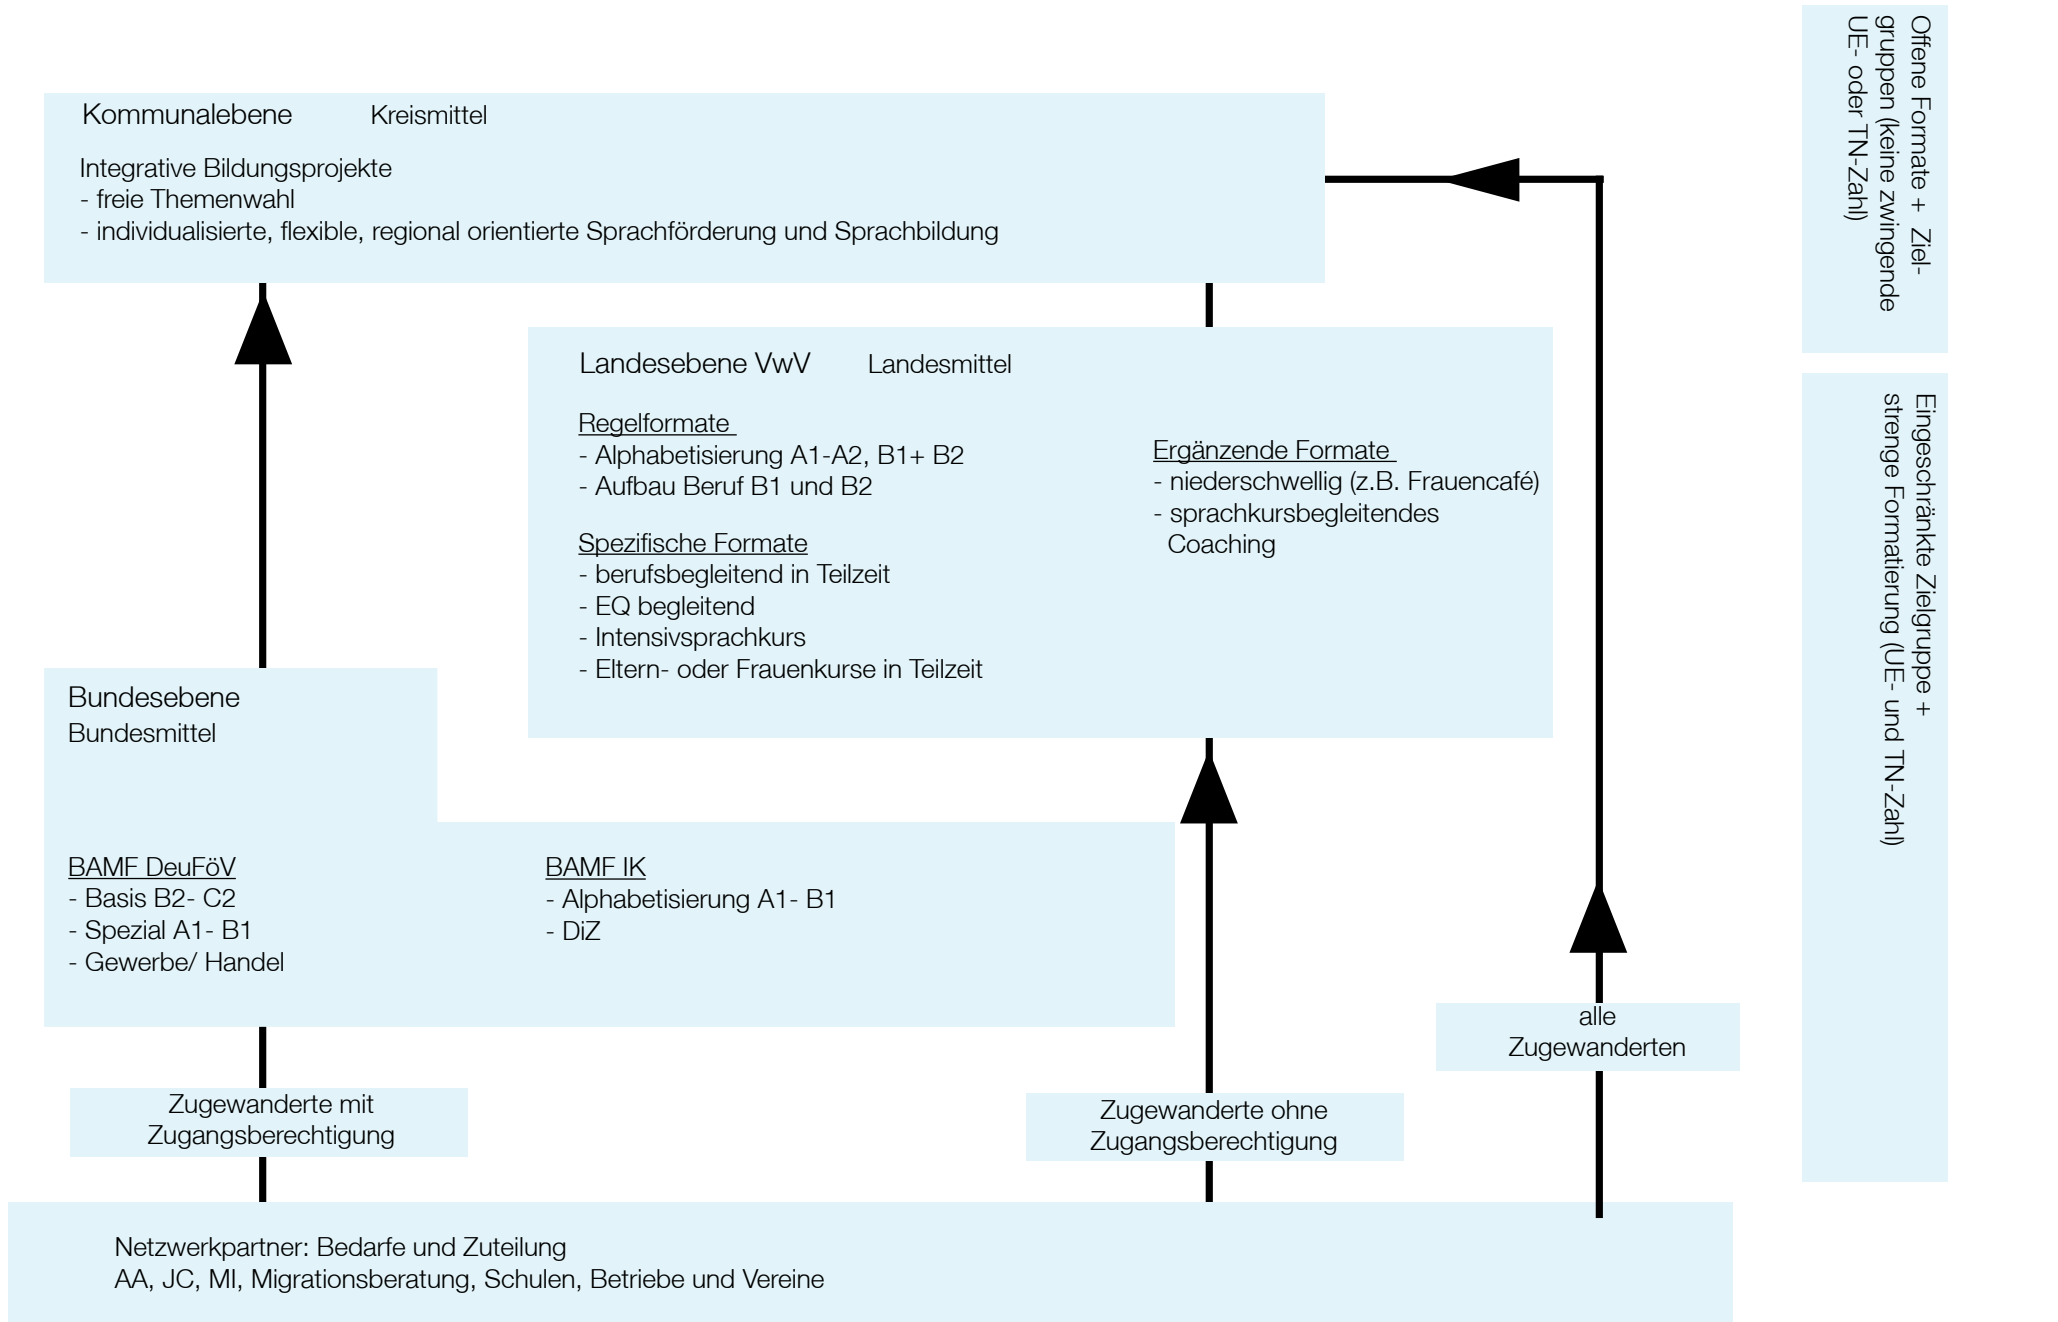 Kommunalebene Kreismittel
Integrative Bildungsprojekte
- freie Themenwahl
- individualisierte, flexible, regional orientierte Sprachförderung und Sprachbildung
Landesebene VwV Landesmittel
Regelformate
- Alphabetisierung A1-A2, B1+ B2
- Aufbau Beruf B1 und B2
Spezifische Formate
- berufsbegleitend in Teilzeit
- EQ begleitend
- Intensivsprachkurs
- Eltern- oder Frauenkurse in Teilzeit
Ergänzende Formate
- niederschwellig (z.B. Frauencafé)
- sprachkursbegleitendes
Coaching
Bundesebene
Bundesmittel
BAMF DeuFöV
- Basis B2- C2
- Spezial A1- B1
- Gewerbe/ Handel
BAMF IK
- Alphabetisierung A1- B1
- DiZ
Zugewanderte mit
Zugangsberechtigung
Zugewanderte ohne
Zugangsberechtigung
alle
Zugewanderten
Netzwerkpartner: Bedarfe und Zuteilung
AA, JC, MI, Migrationsberatung, Schulen, Betriebe und Vereine
Offene Formate + Ziel-
gruppen (keine zwingende
UE- oder TN-Zahl)
Eingeschränkte Zielgruppe +
strenge Formatierung (UE- und TN-Zahl)